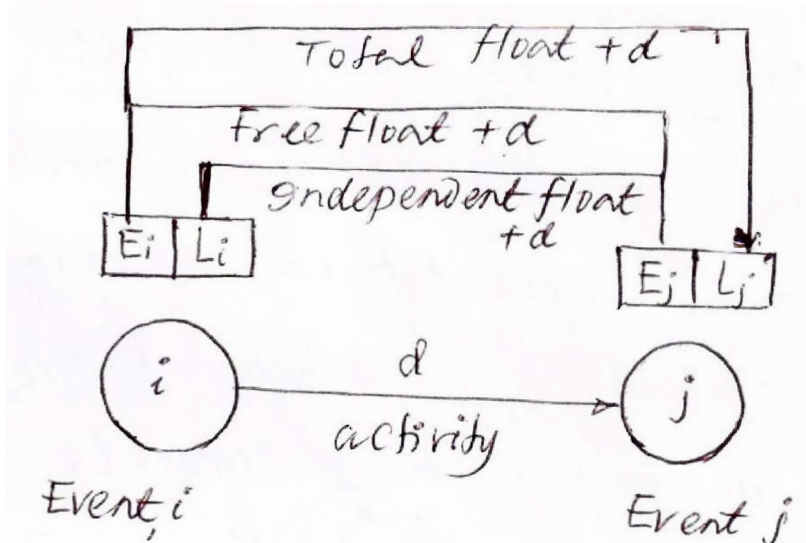 Total float +d
free float +d
Independent float
+d
Ei Li
Ej Lj
i
d
j
activity
Event, i
Event j